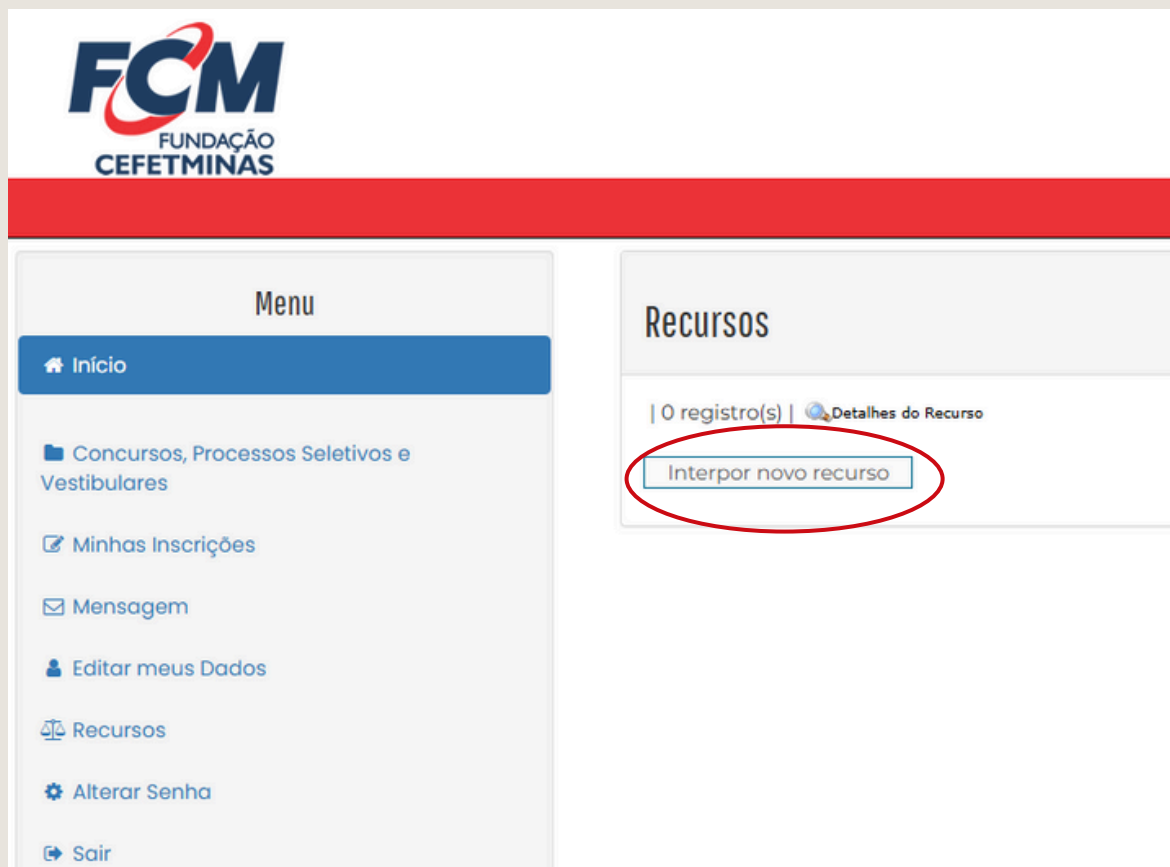 FCM
FUNDAÇÃO
CEFETMINAS
Menu
Início
Concursos, Processos Seletivos e
Vestibulares
Minhas Inscrições
Mensagem
Editar meus Dados
Recursos
Alterar Senha
Sair
Recursos
| 0 registro(s) | Detalhes do Recurso
Interpor novo recurso